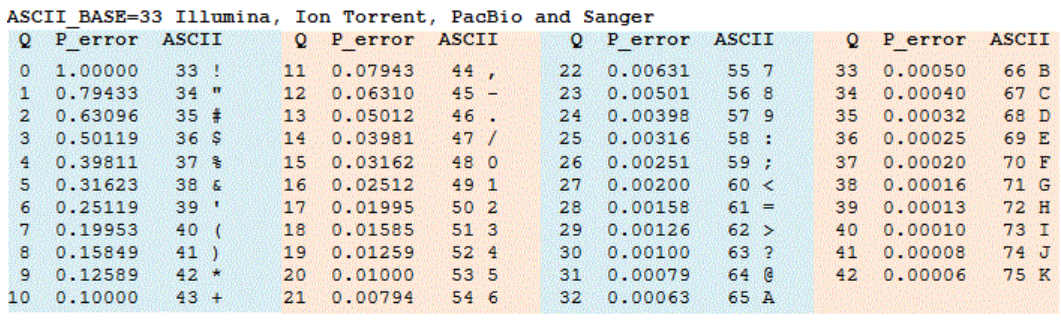 ASCII_BASE=33 Illumina, Ion Torrent, PacBio and Sanger
Q P_error ASCII Q P_error ASCII Q P_error ASCII Q P_error ASCII
0 1.00000 33 ! 11 0.07943 44 , 22 0.00631 55 7 33 0.00050 66 B
1 0.79433 34 " 12 0.06310 45 - 23 0.00501 56 8 34 0.00040 67 C
2 0.63096 35 # 13 0.05012 46 . 24 0.00398 57 9 35 0.00032 68 D
3 0.50119 36 $ 14 0.03981 47 / 25 0.00316 58 : 36 0.00025 69 E
4 0.39811 37 % 15 0.03162 48 0 26 0.00251 59 ; 37 0.00020 70 F
5 0.31623 38 & 16 0.02512 49 1 27 0.00200 60 < 38 0.00016 71 G
6 0.25119 39 ' 17 0.01995 50 2 28 0.00158 61 = 39 0.00013 72 H
7 0.19953 40 ( 18 0.01585 51 3 29 0.00126 62 > 40 0.00010 73 I
8 0.15849 41 ) 19 0.01259 52 4 30 0.00100 63 ? 41 0.00008 74 J
9 0.12589 42 * 20 0.01000 53 5 31 0.00079 64 @ 42 0.00006 75 K
10 0.10000 43 + 21 0.00794 54 6 32 0.00063 65 A